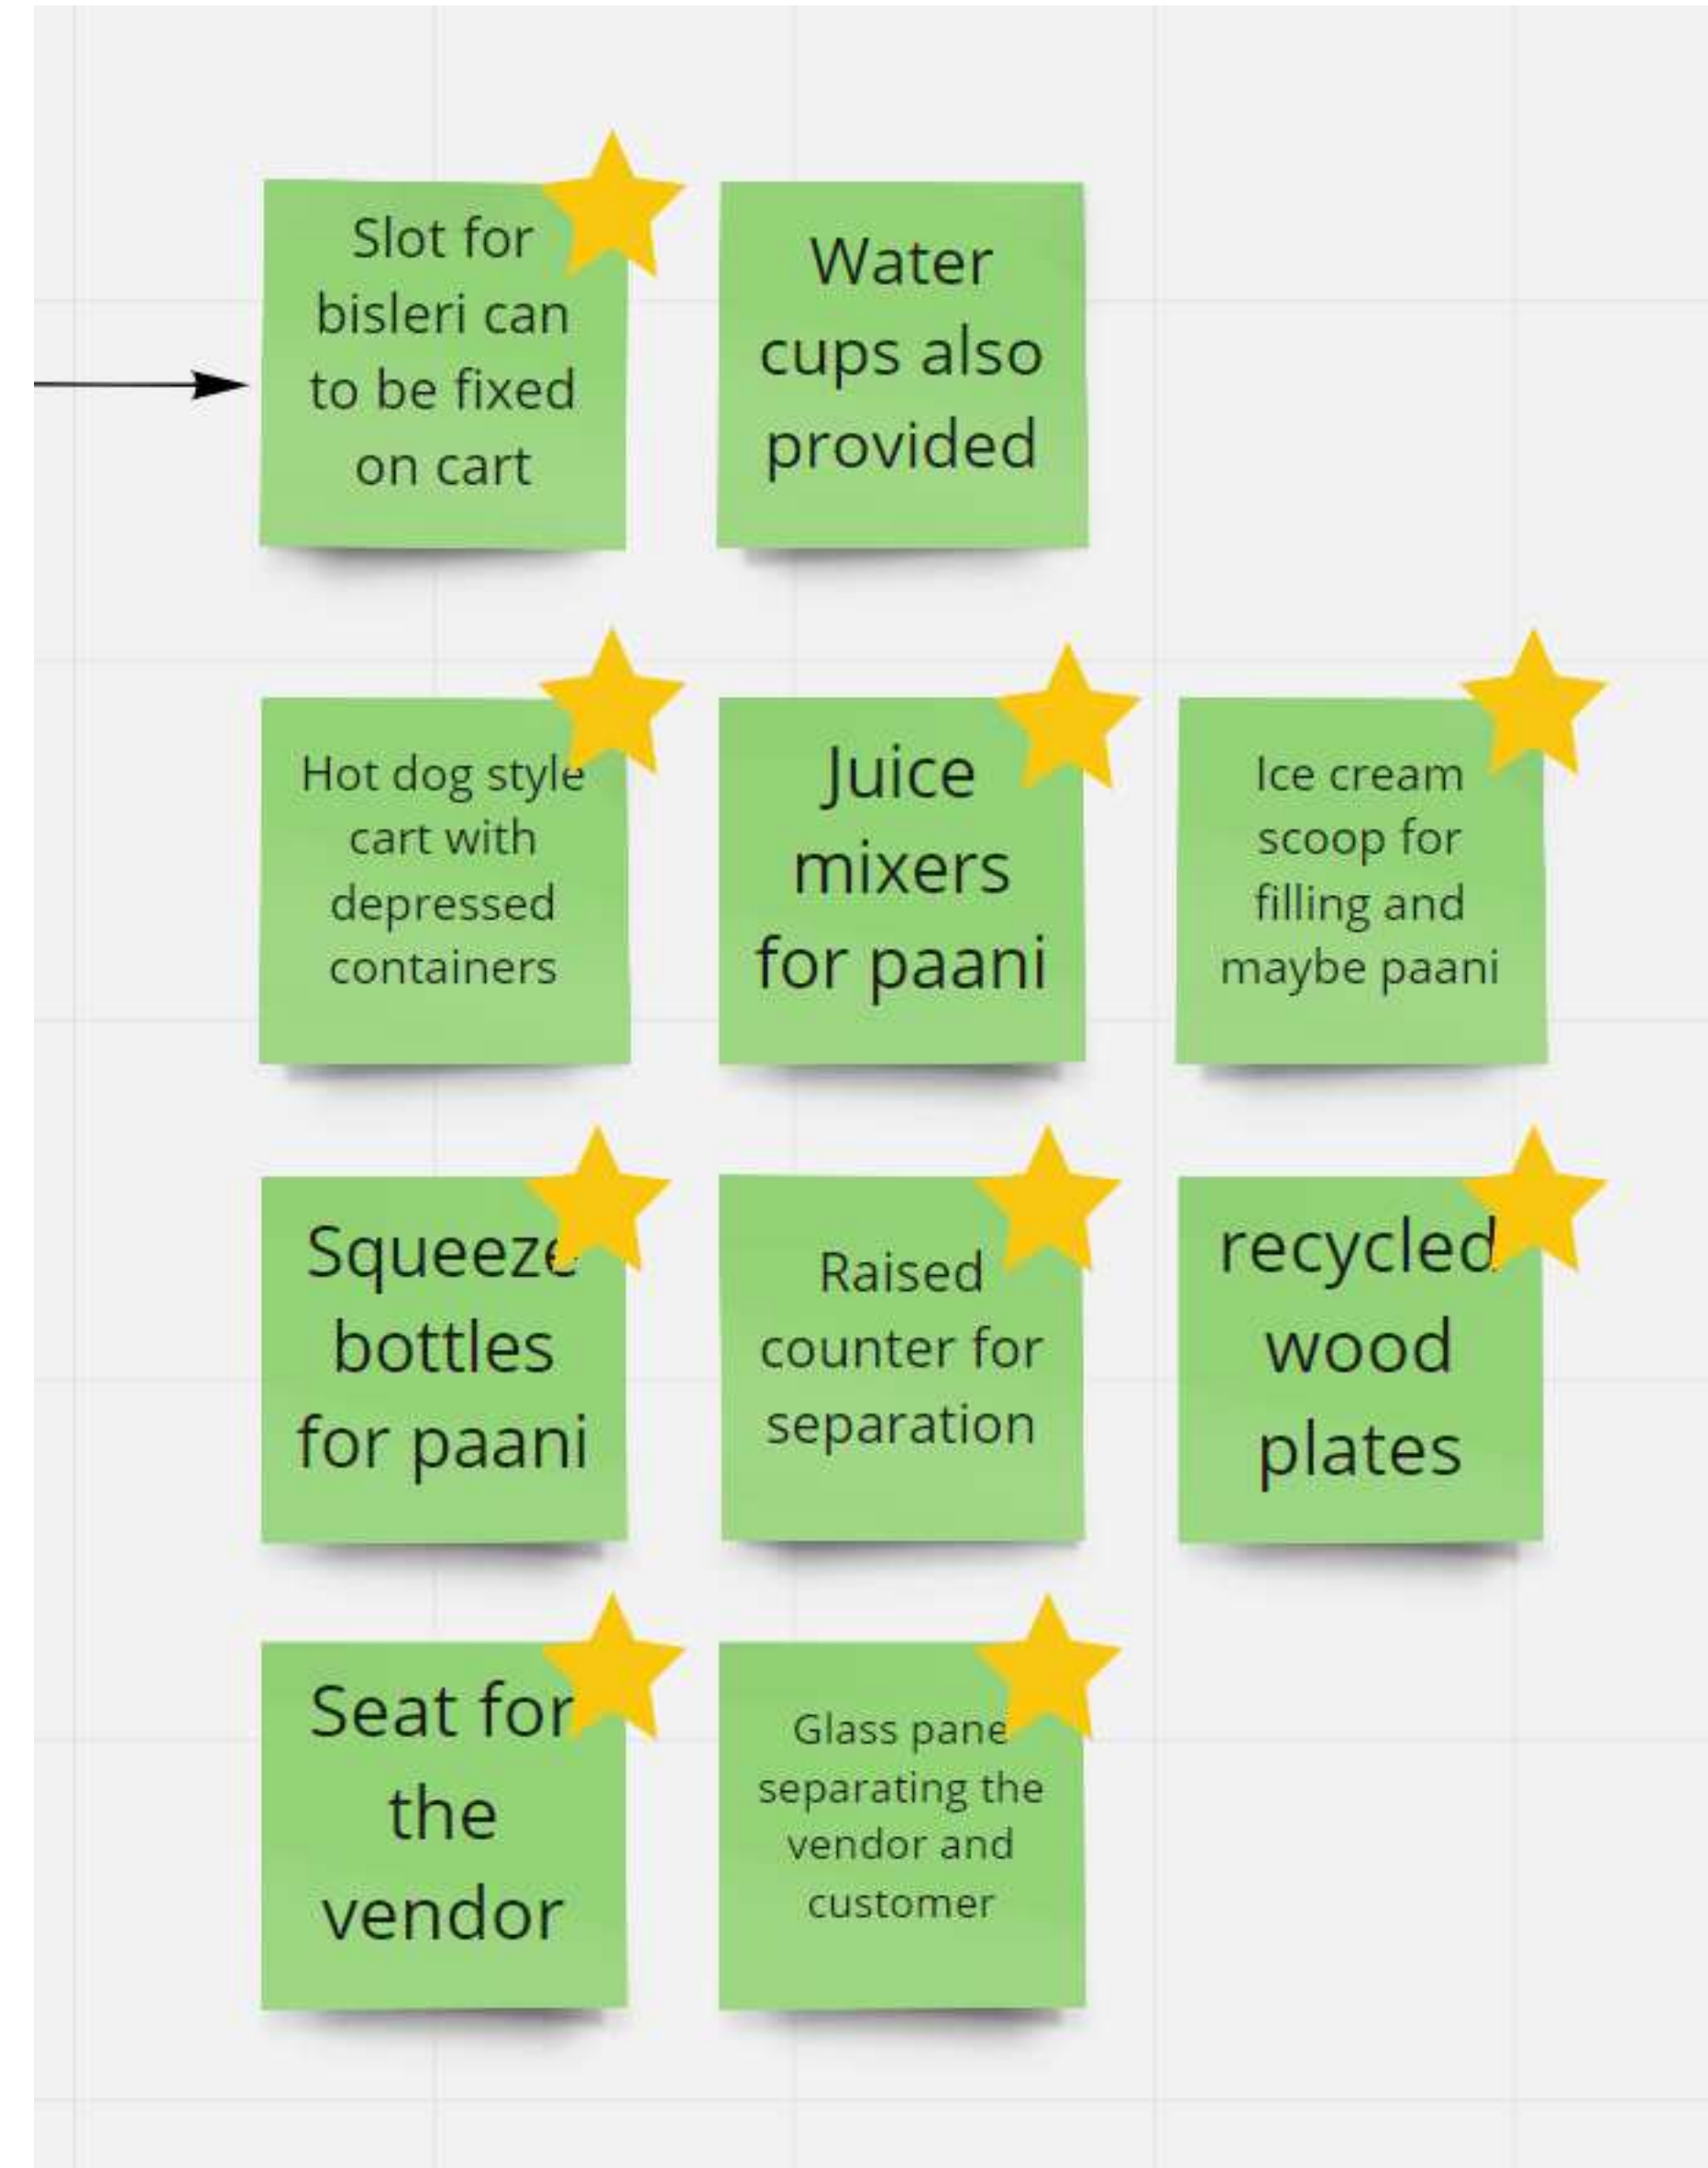 Slot for
bisleri can
to be fixed
on cart
Water
cups also
provided
Hot dog style
cart with
depressed
containers
Juice
mixers
for paani
Ice cream
scoop for
filling and
maybe paani
Squeeze
bottles
for paani
Raised
counter for
separation
recycled
wood
plates
Seat for
the
vendor
Glass pane
separating the
vendor and
customer